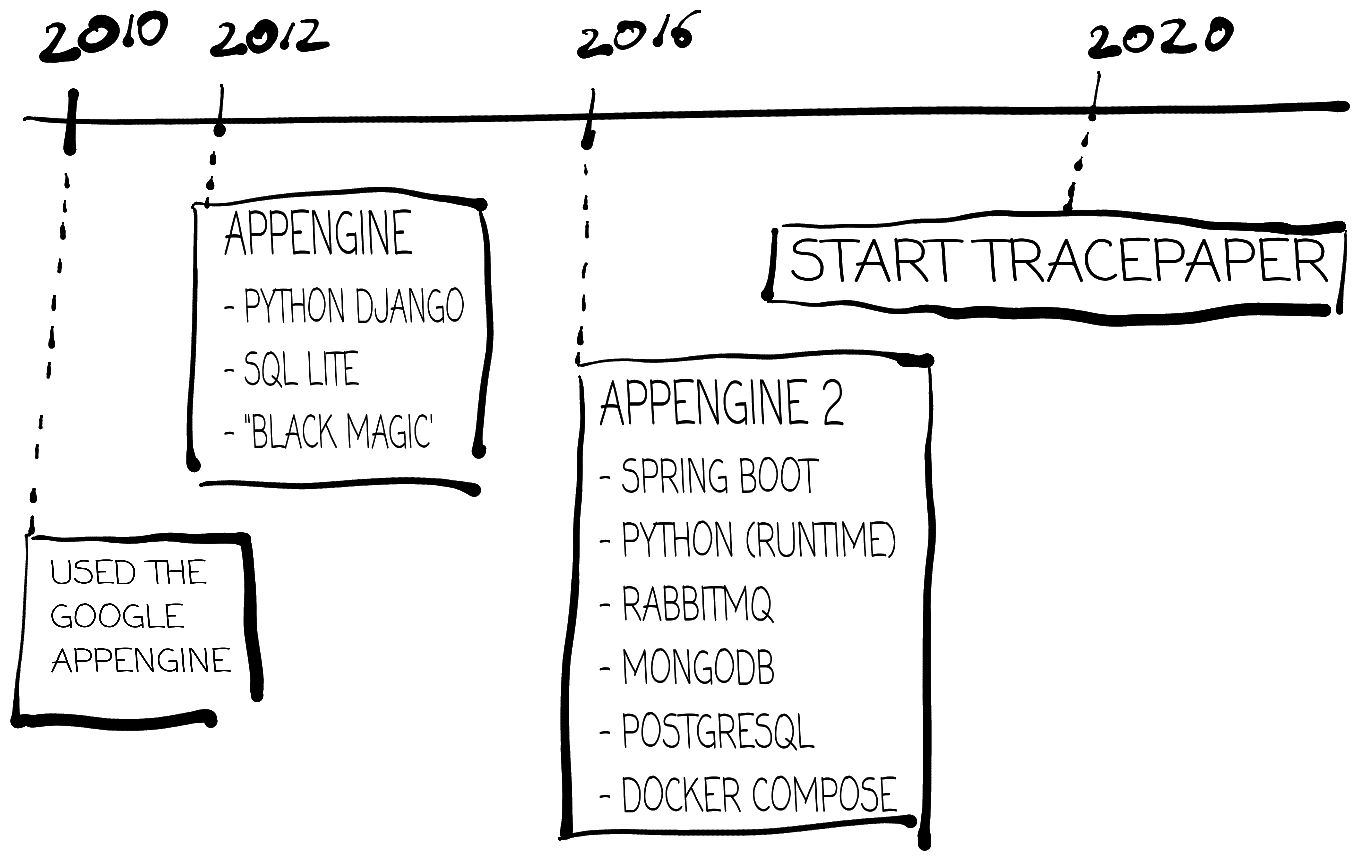 2010 2012 2016 2020
APPENGINE
- PYTHON DJANGO
- SQL LITE
- "BLACK MAGIC'
START TRACEPAPER
APPENGINE 2
- SPRING BOOT
- PYTHON (RUNTIME)
- RABBITMQ
- MONGODB
- POSTGRESQL
- DOCKER COMPOSE
USED THE
GOOGLE
APPENGINE